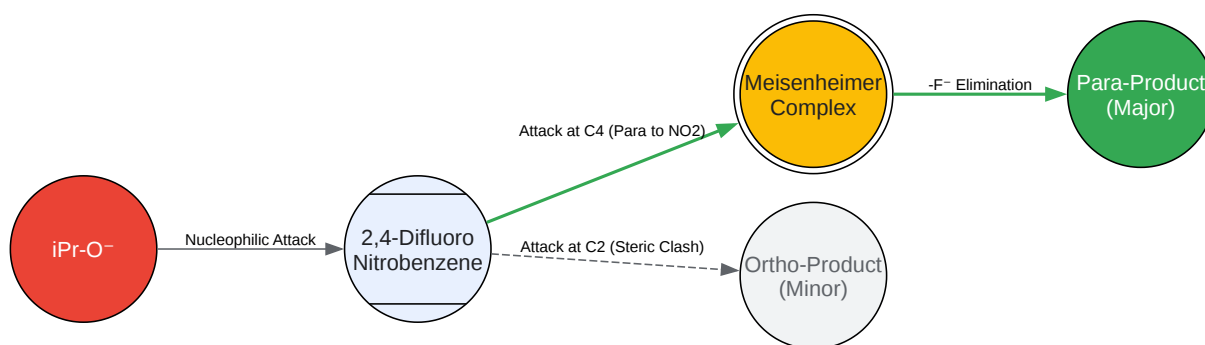 iPr-O⁻
Nucleophilic Attack
2,4-Difluoro
Nitrobenzene
Attack at C4 (Para to NO2)
Meisenheimer
Complex
-F⁻ Elimination
Para-Product
(Major)
Attack at C2 (Steric Clash)
Ortho-Product
(Minor)